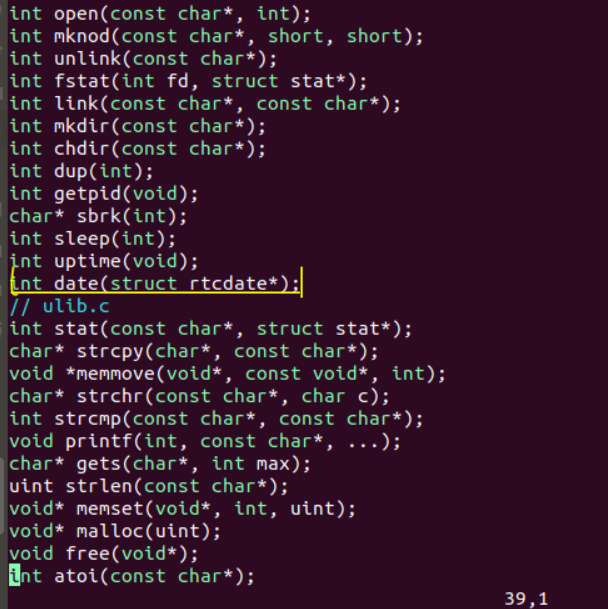 int open(const char*, int);
int mknod(const char*, short, short);
int unlink(const char*);
int fstat(int fd, struct stat*);
int link(const char*, const char*);
int mkdir(const char*);
int chdir(const char*);
int dup(int);
int getpid(void);
char* sbrk(int);
int sleep(int);
int uptime(void);
int date(struct rtcdate*);
// ulib.c
int stat(const char*, struct stat*);
char* strcpy(char*, const char*);
void *memmove(void*, const void*, int);
char* strchr(const char*, char c);
int strcmp(const char*, const char*);
void printf(int, const char*, ...);
char* gets(char*, int max);
uint strlen(const char*);
void* memset(void*, int, uint);
void* malloc(uint);
void free(void*);
int atoi(const char*);
39,1